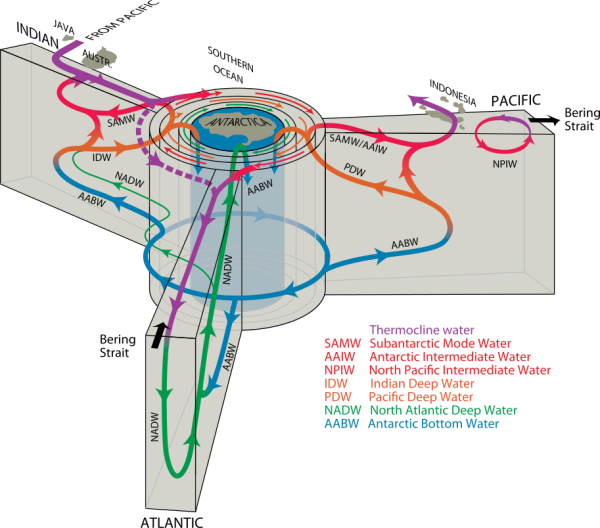 JAVA
FROM PACIFIC
INDIAN
AUSTR.
SOUTHERN
OCEAN
ANTARCTICA
INDONESIA
PACIFIC
Bering
Strait
SAMW
SAMW/AAIW
NPIW
IDW
PDW
NADW
AABW
AABW
AABW
NADW
Bering
Strait
AABW
NADW
ATLANTIC
Thermocline water
SAMW Subantarctic Mode Water
AAIW Antarctic Intermediate Water
NPIW North Pacific Intermediate Water
IDW Indian Deep Water
PDW Pacific Deep Water
NADW North Atlantic Deep Water
AABW Antarctic Bottom Water